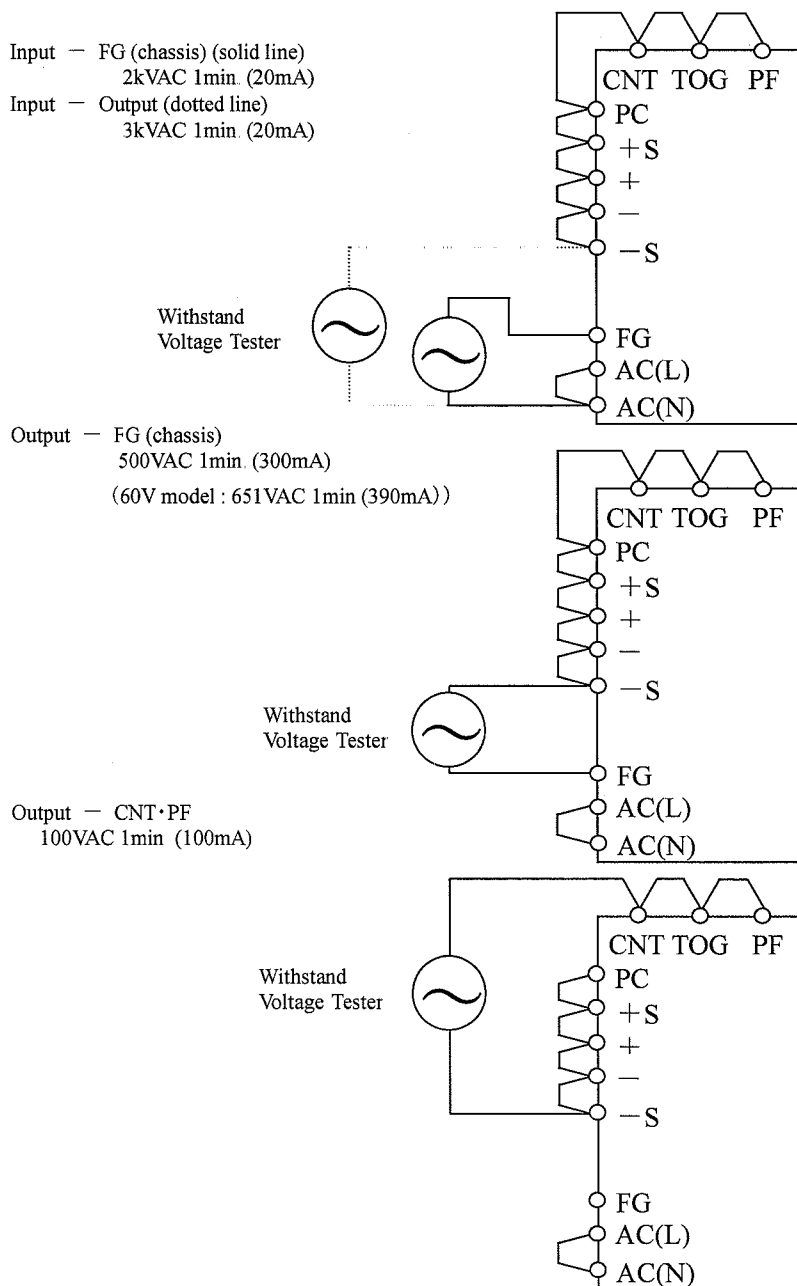 Input － FG (chassis) (solid line)
2kVAC 1min. (20mA)
Input － Output (dotted line)
3kVAC 1min. (20mA)
CNT TOG PF
PC
+S
+
－
－S
Withstand
Voltage Tester
FG
AC(L)
AC(N)
Output － FG (chassis)
500VAC 1min. (300mA)
(60V model : 651VAC 1min (390mA))
CNT TOG PF
PC
+S
+
－
－S
Withstand
Voltage Tester
FG
AC(L)
AC(N)
Output － CNT･PF
100VAC 1min (100mA)
CNT TOG PF
PC
+S
+
－
－S
Withstand
Voltage Tester
FG
AC(L)
AC(N)